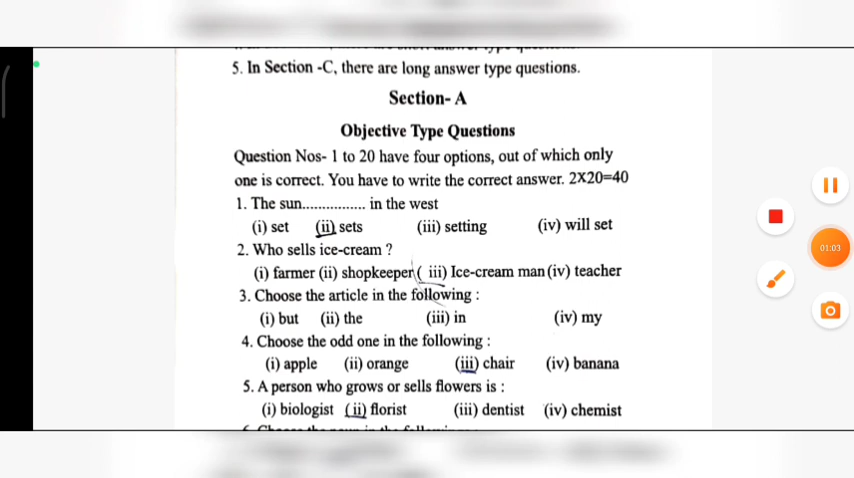 5. In Section -C, there are long answer type questions.
Section- A
Objective Type Questions
Question Nos- 1 to 20 have four options, out of which only
one is correct. You have to write the correct answer. 2X20=40
1. The sun................ in the west
(i) set (ii) sets (iii) setting (iv) will set
2. Who sells ice-cream ?
(i) farmer (ii) shopkeeper ( iii) Ice-cream man (iv) teacher
3. Choose the article in the following :
(i) but (ii) the (iii) in (iv) my
4. Choose the odd one in the following :
(i) apple (ii) orange (iii) chair (iv) banana
5. A person who grows or sells flowers is :
(i) biologist ( ii) florist (iii) dentist (iv) chemist
01:03